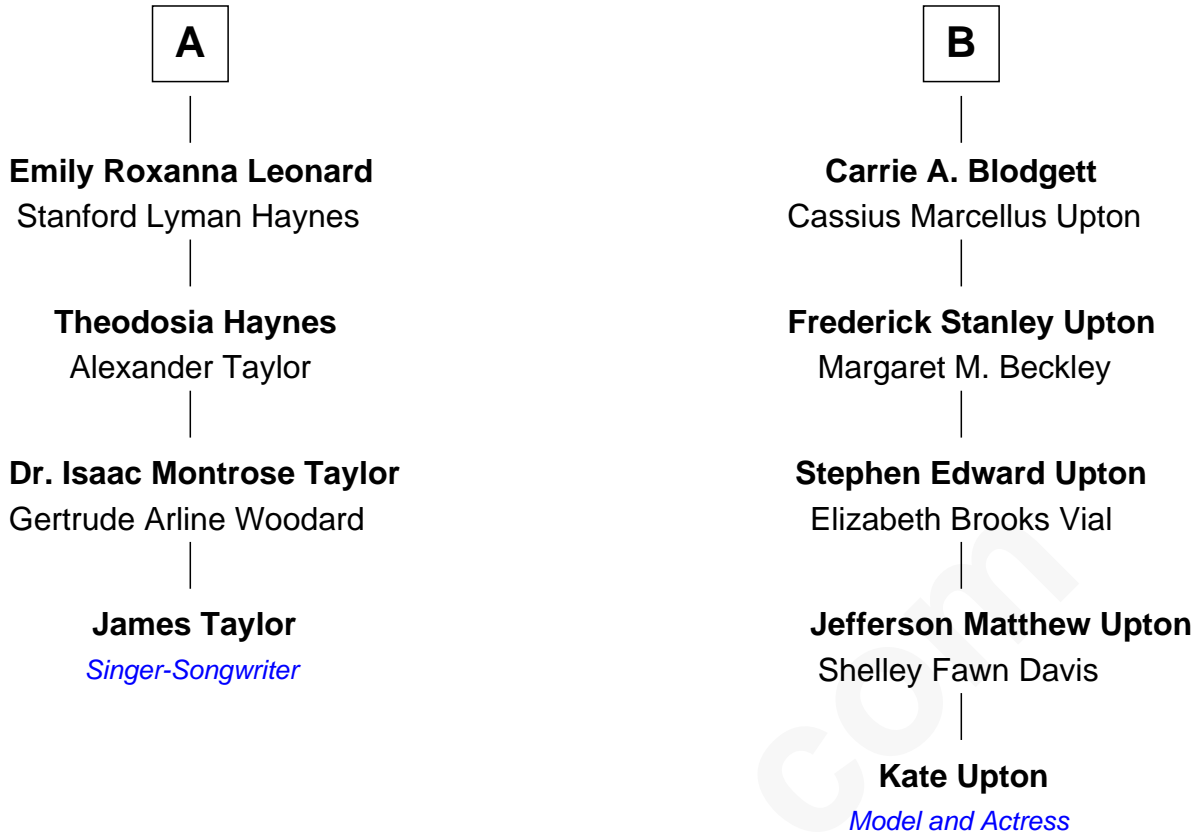 A
B
Emily Roxanna Leonard
Stanford Lyman Haynes
Carrie A. Blodgett
Cassius Marcellus Upton
Theodosia Haynes
Alexander Taylor
Frederick Stanley Upton
Margaret M. Beckley
Dr. Isaac Montrose Taylor
Gertrude Arline Woodard
Stephen Edward Upton
Elizabeth Brooks Vial
James Taylor
Singer-Songwriter
Jefferson Matthew Upton
Shelley Fawn Davis
Kate Upton
Model and Actress
com